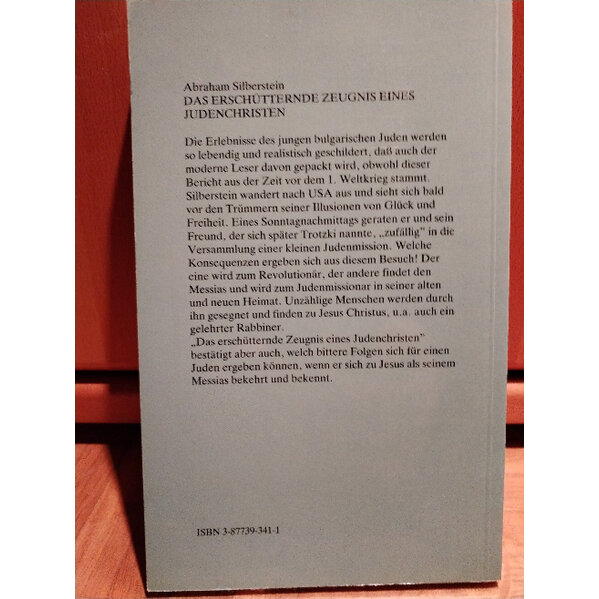 Abraham Silberstein
DAS ERSCHÜTTERNDE ZEUGNIS EINES
JUDENCHRISTEN
Die Erlebnisse des jungen bulgarischen Juden werden
so lebendig und realistisch geschildert, daß auch der
moderne Leser davon gepackt wird, obwohl dieser
Bericht aus der Zeit vor dem 1. Weltkrieg stammt.
Silberstein wandert nach USA aus und sieht sich bald
vor den Trümmern seiner Illusionen von Glück und
Freiheit. Eines Sonntagnachmittags geraten er und sein
Freund, der sich später Trotzki nannte, „zufällig" in die
Versammlung einer kleinen Judenmission. Welche
Konsequenzen ergeben sich aus diesem Besuch! Der
eine wird zum Revolutionär, der andere findet den
Messias und wird zum Judenmissionar in seiner alten
und neuen Heimat. Unzählige Menschen werden durch
ihn gesegnet und finden zu Jesus Christus, u.a. auch ein
gelehrter Rabbiner.
„Das erschütternde Zeugnis eines Judenchristen"
bestätigt aber auch, welch bittere Folgen sich für einen
Juden ergeben können, wenn er sich zu Jesus als seinem
Messias bekehrt und bekennt.
ISBN 3-87739-341-1